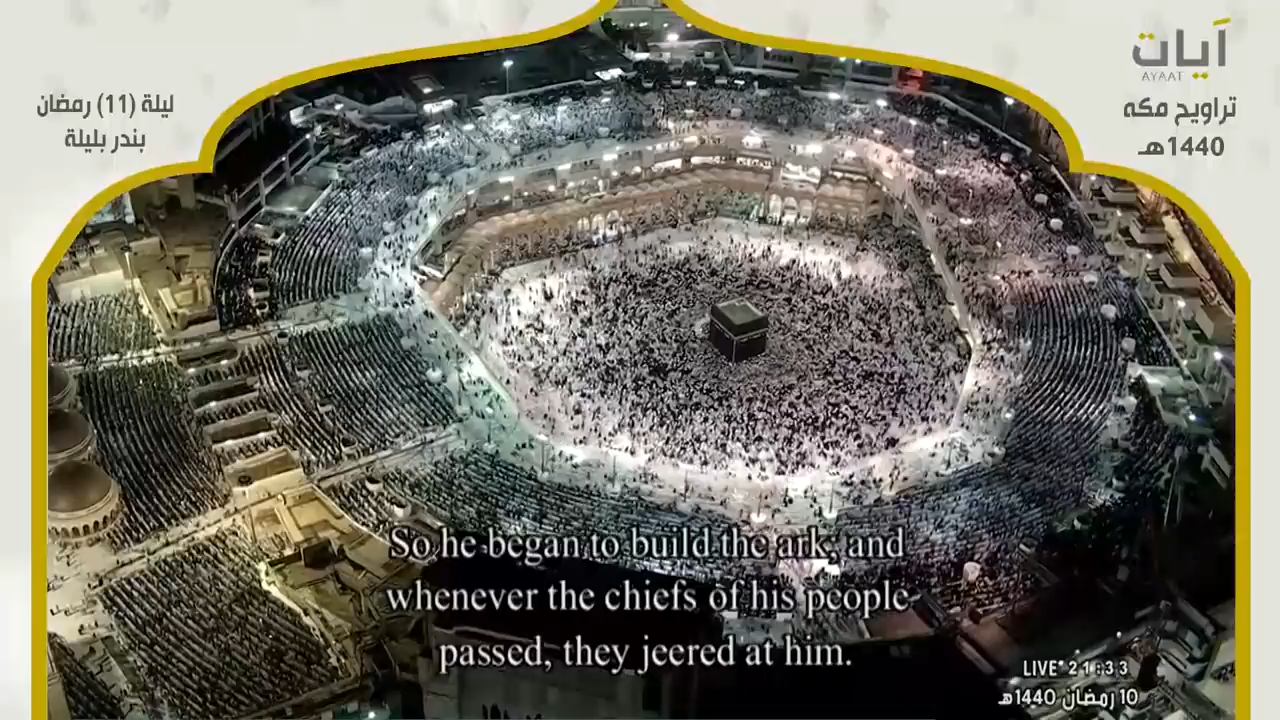 آيات
AYAAT
تراويح مكه
1440هـ
ليلة (11) رمضان
بندر بليلة
So he began to build the ark; and
whenever the chiefs of his people
passed, they jeered at him.
LIVE 21:33
10 رمضان 1440هـ